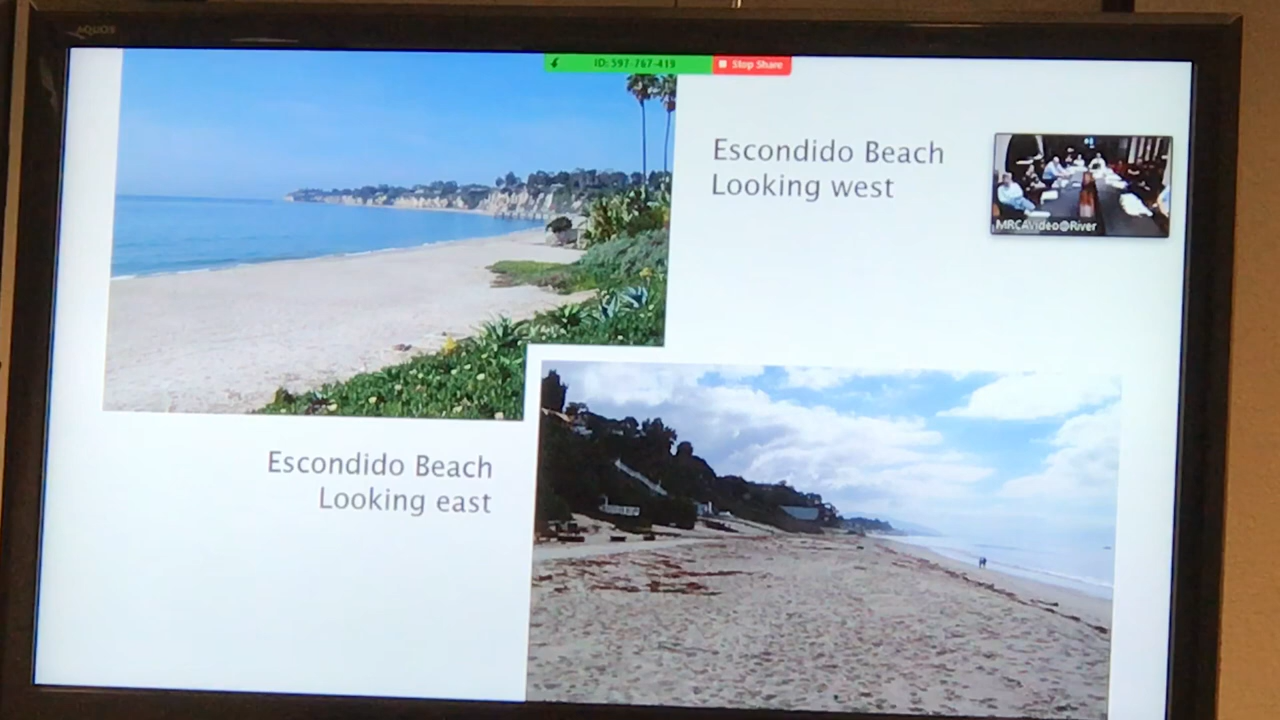 AQUOS
ID: 597-767-419
Stop Share
Escondido Beach
Looking west
MRCAVideo@River
Escondido Beach
Looking east